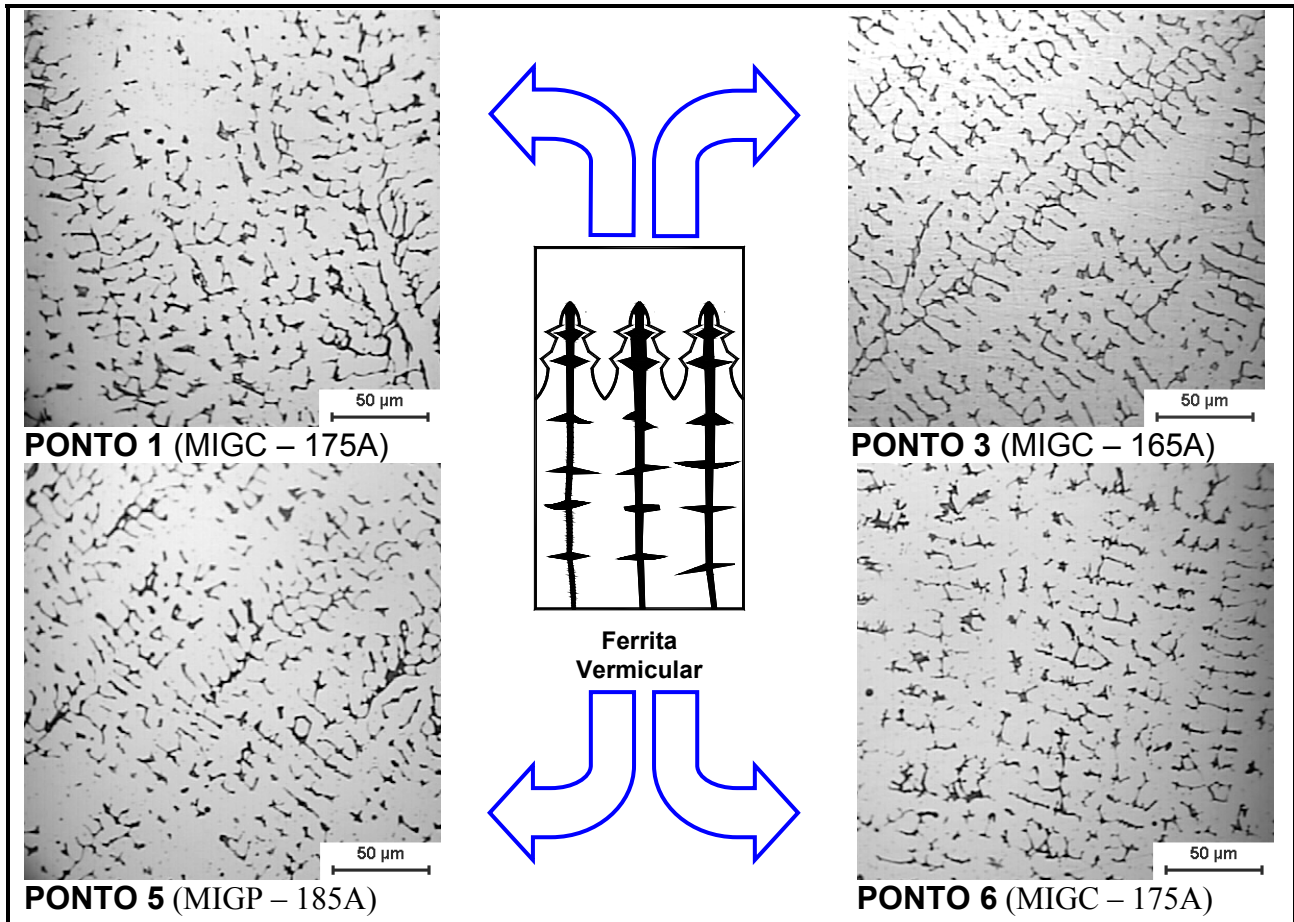 50 µm
50 µm
PONTO 1 (MIGC – 175A)
PONTO 3 (MIGC – 165A)
Ferrita
Vermicular
50 µm
50 µm
PONTO 5 (MIGP – 185A)
PONTO 6 (MIGC – 175A)